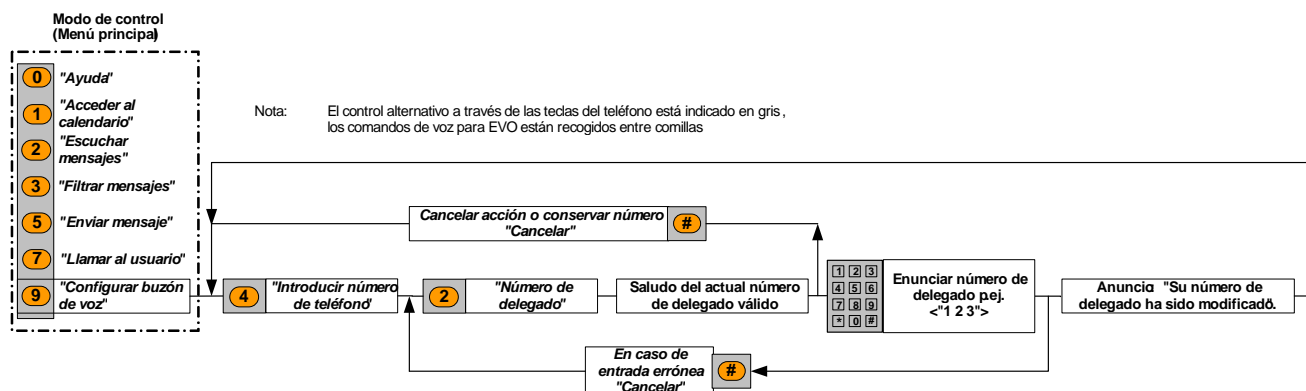 Modo de control
(Menú principal)
0 "Ayuda"
1 "Acceder al
calendario"
2 "Escuchar
mensajes"
3 "Filtrar mensajes"
5 "Enviar mensaje"
7 "Llamar al usuario"
9 "Configurar buzón
de voz"
Nota: El control alternativo a través de las teclas del teléfono está indicado en gris,
los comandos de voz para EVO están recogidos entre comillas
Cancelar acción o conservar número
"Cancelar"
#
4 "Introducir número
de teléfono"
2 "Número de
delegado"
Saludo del actual número
de delegado válido
1 2 3
4 5 6
7 8 9
* 0 #
Enunciar número de
delegado p.ej.
<"1 2 3">
Anuncia: "Su número de
delegado ha sido modificado".
En caso de
entrada errónea
"Cancelar"
#